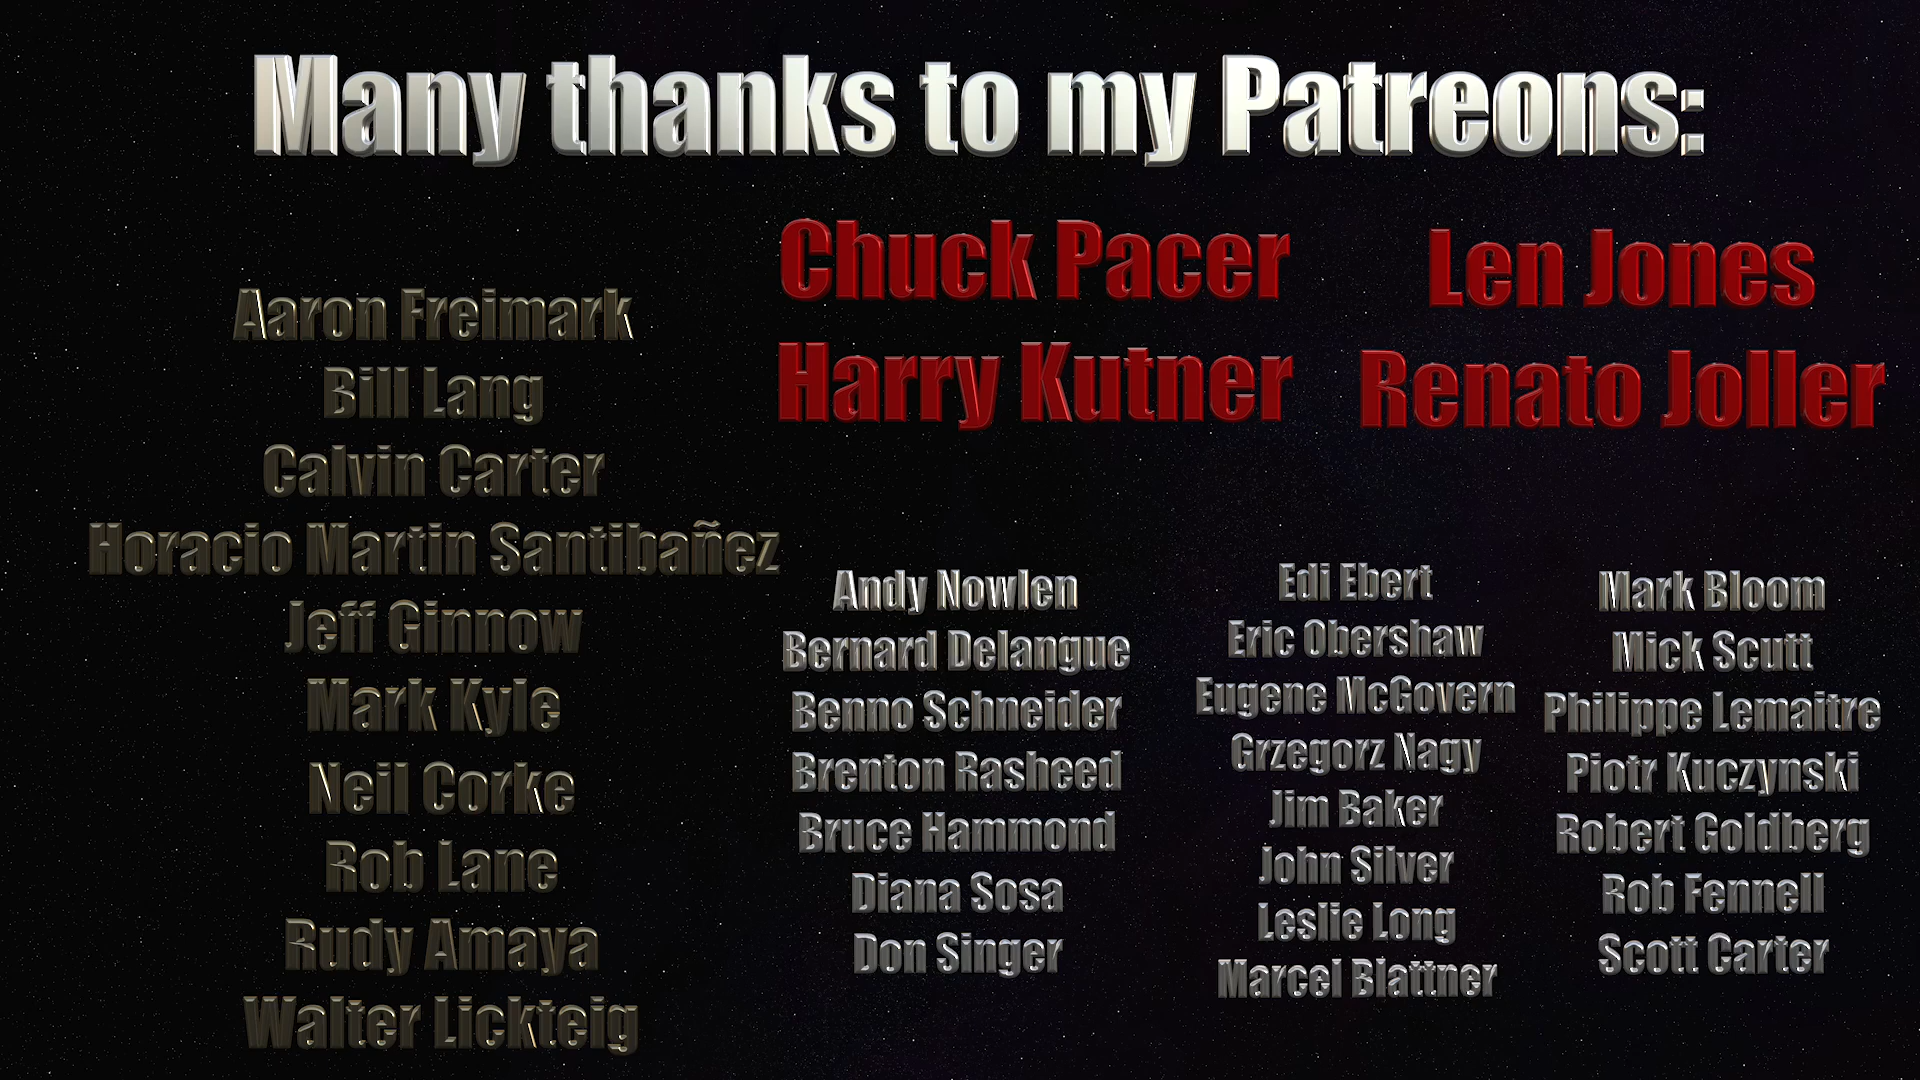 Many thanks to my Patreons:
Chuck Pacer
Len Jones
Harry Kutner
Renato Joller
Aaron Freimark
Bill Lang
Calvin Carter
Horacio Martin Santibañez
Jeff Ginnow
Mark Kyle
Neil Corke
Rob Lane
Rudy Amaya
Walter Lickteig
Andy Nowlen
Bernard Delangue
Benno Schneider
Brenton Rasheed
Bruce Hammond
Diana Sosa
Don Singer
Edi Ebert
Eric Obershaw
Eugene McGovern
Grzegorz Nagy
Jim Baker
John Silver
Leslie Long
Marcel Blattner
Mark Bloom
Mick Scutt
Philippe Lemaitre
Piotr Kuczynski
Robert Goldberg
Rob Fennell
Scott Carter